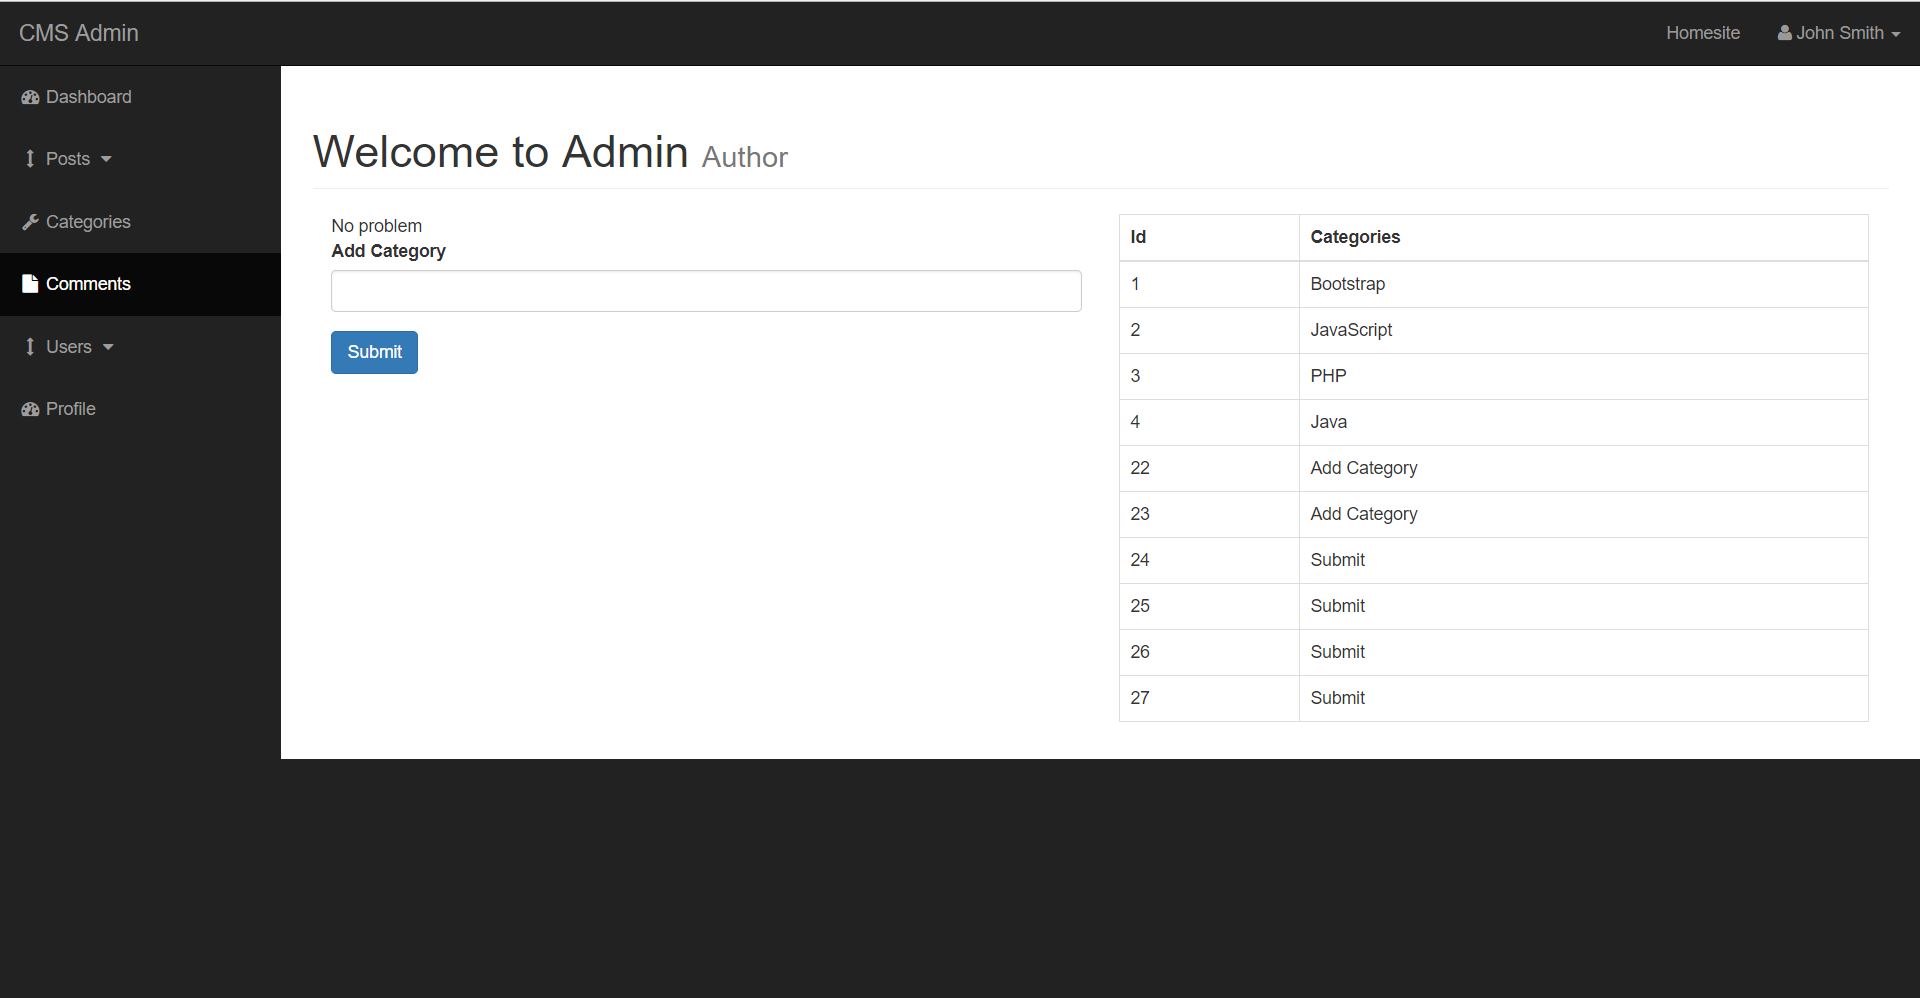 CMS Admin
Homesite John Smith
Dashboard
Posts
Categories
Comments
Users
Profile
Welcome to Admin Author
No problem
Add Category
Submit
Id Categories
1 Bootstrap
2 JavaScript
3 PHP
4 Java
22 Add Category
23 Add Category
24 Submit
25 Submit
26 Submit
27 Submit